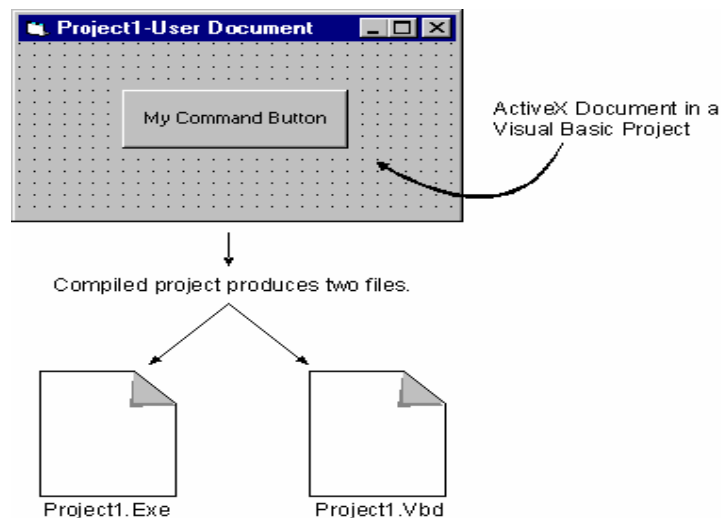 Project1-User Document
My Command Button
ActiveX Document in a
Visual Basic Project
Compiled project produces two files.
Project1.Exe
Project1.Vbd